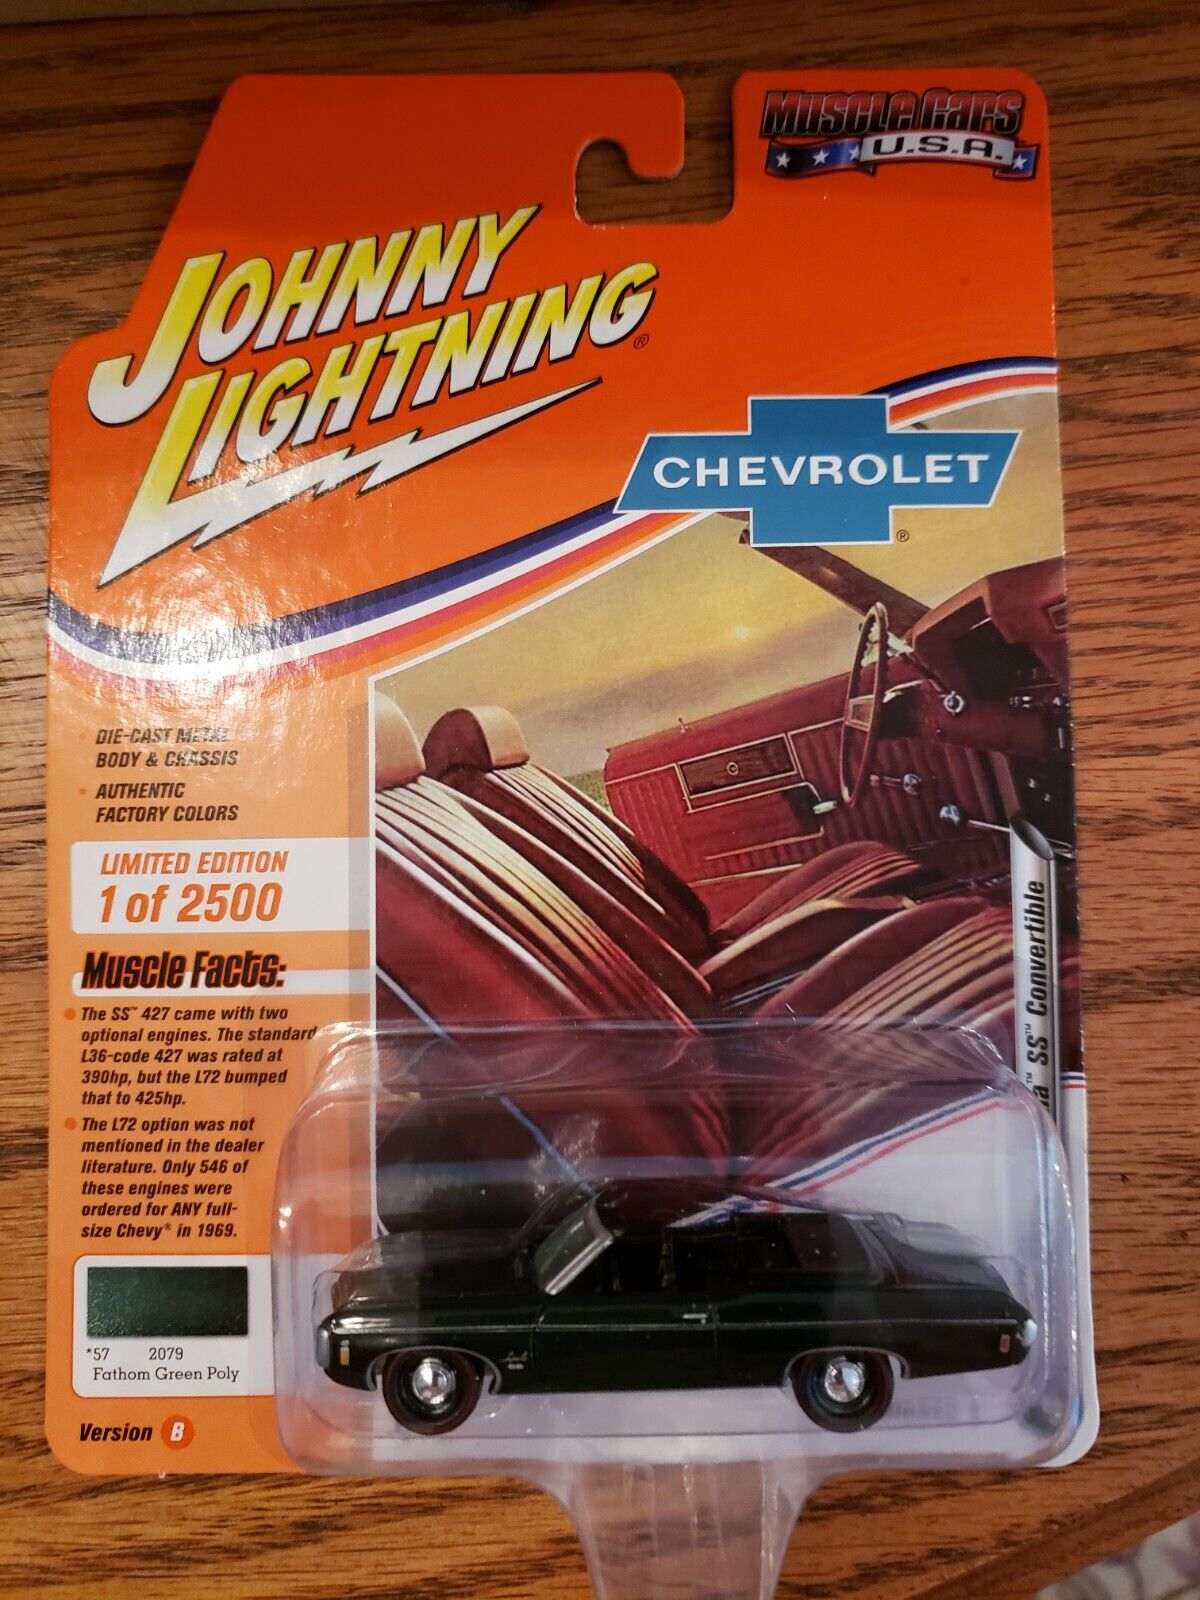 Muscle Cars
U.S.A.
JOHNNY
LIGHTNING®
CHEVROLET
®
DIE-CAST METAL
BODY & CHASSIS
AUTHENTIC
FACTORY COLORS
LIMITED EDITION
1 of 2500
Muscle Facts:
The SS™ 427 came with two
optional engines. The standard
L36-code 427 was rated at
390hp, but the L72 bumped
that to 425hp.
The L72 option was not
mentioned in the dealer
literature. Only 546 of
these engines were
ordered for ANY full-
size Chevy® in 1969.
SS™ Convertible
*57 2079
Fathom Green Poly
Version B